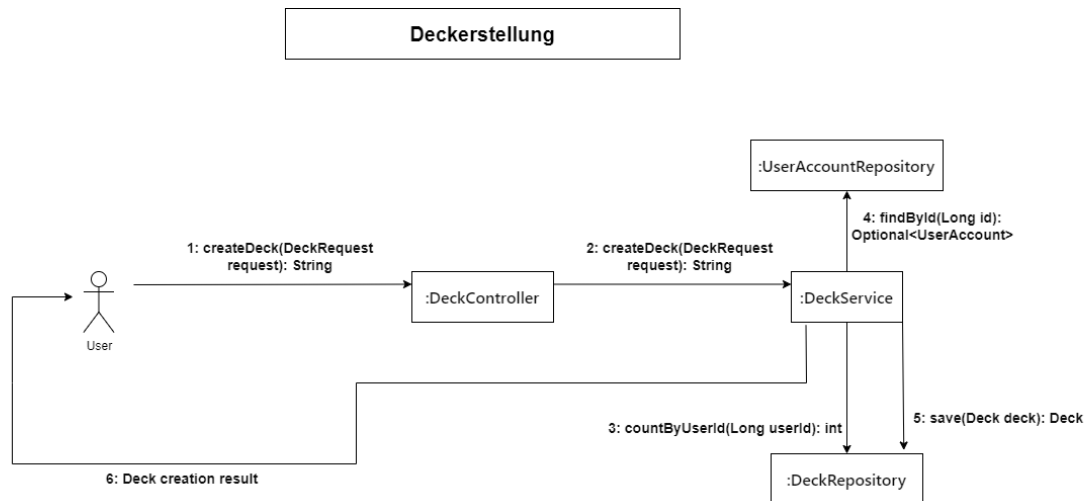 Deckerstellung
:UserAccountRepository
4: findById(Long id):
Optional<UserAccount>
1: createDeck(DeckRequest
request): String
2: createDeck(DeckRequest
request): String
:DeckController
:DeckService
User
3: countByUserId(Long userId): int
5: save(Deck deck): Deck
:DeckRepository
6: Deck creation result